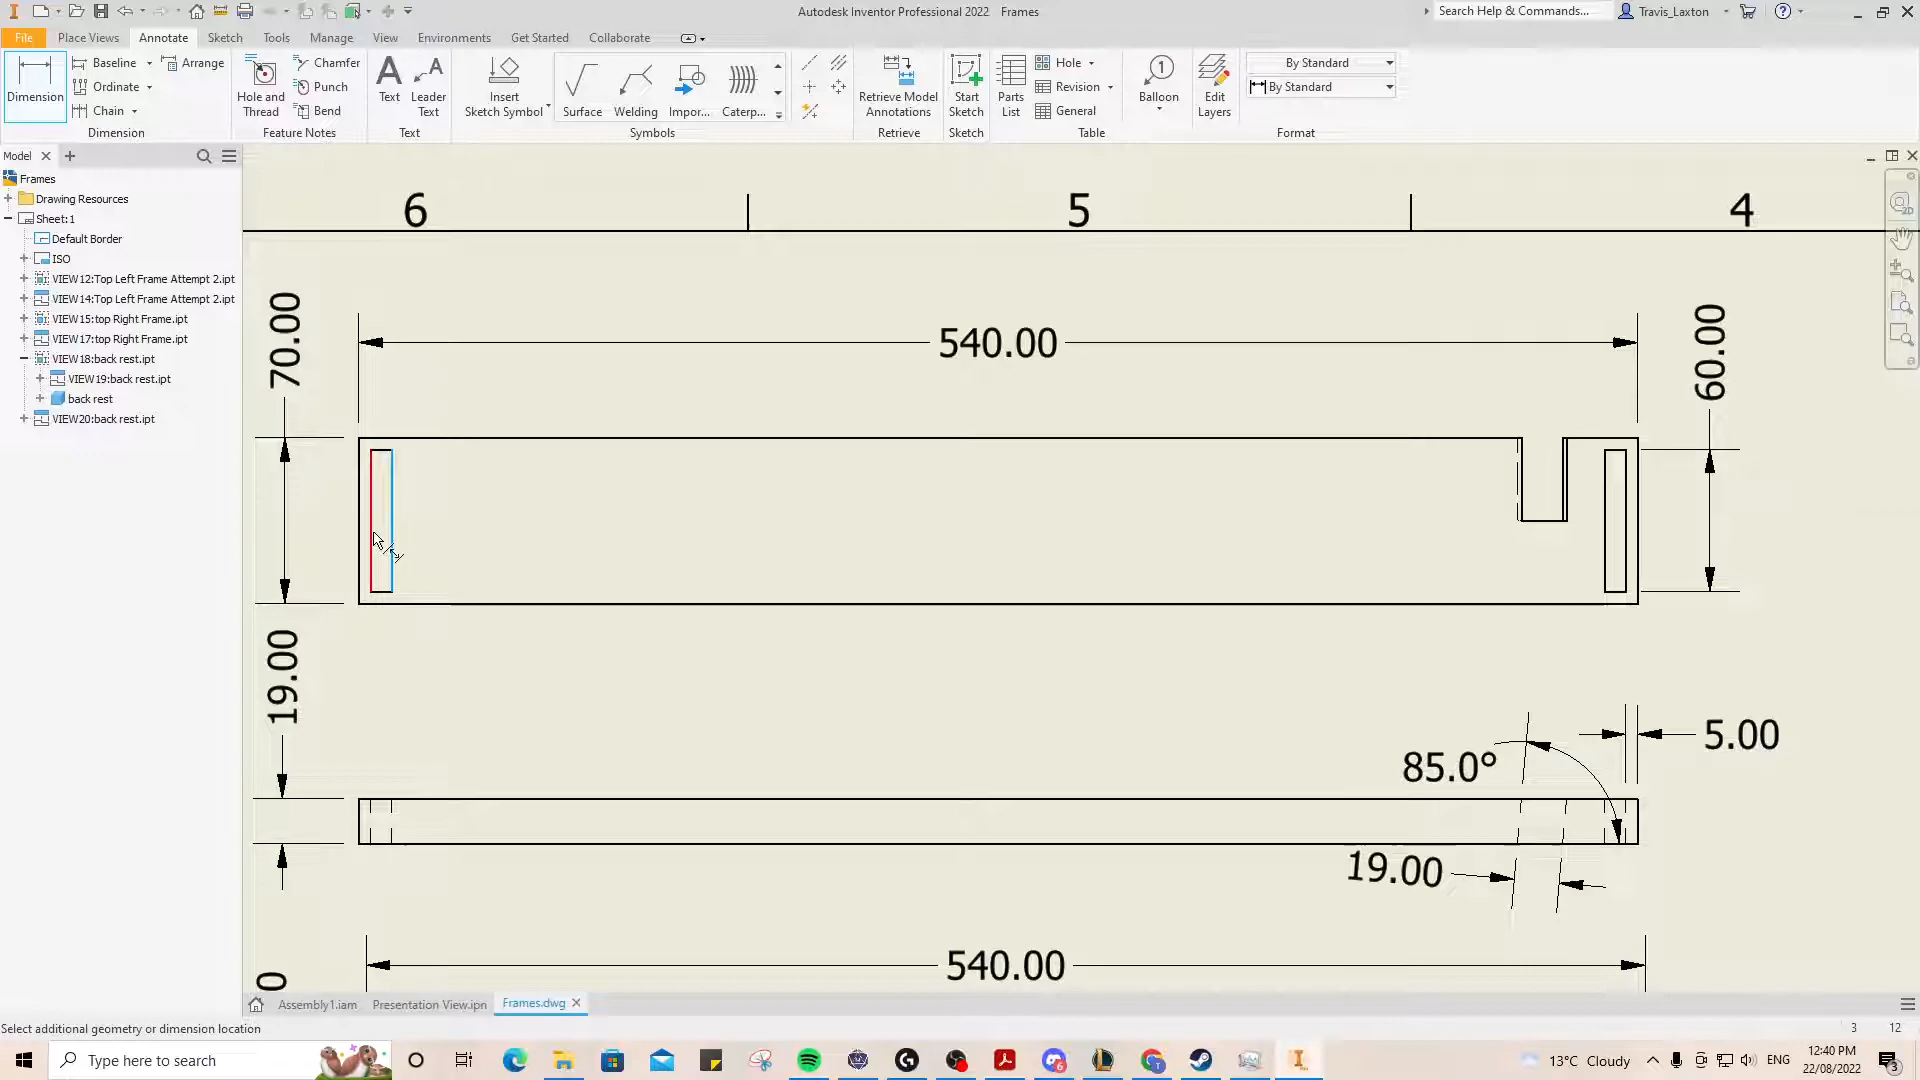 Autodesk Inventor Professional 2022 Frames
Search Help & Commands...
Travis_Laxton
File Place Views Annotate Sketch Tools Manage View Environments Get Started Collaborate
Dimension
Baseline
Ordinate
Chain
Arrange
Dimension
Hole and Thread
Chamfer
Punch
Bend
Feature Notes
Text
Leader Text
Text
Insert Sketch Symbol
Surface
Welding
Impor...
Caterp...
Symbols
Retrieve Model Annotations
Retrieve
Start Sketch
Sketch
Parts List
Hole
Revision
General
Table
Balloon
Edit Layers
By Standard
By Standard
Format
Model
Frames
Drawing Resources
Sheet:1
Default Border
ISO
VIEW12:Top Left Frame Attempt 2.ipt
VIEW14:Top Left Frame Attempt 2.ipt
VIEW15:top Right Frame.ipt
VIEW17:top Right Frame.ipt
VIEW18:back rest.ipt
VIEW19:back rest.ipt
back rest
VIEW20:back rest.ipt
6 5 4
70.00
540.00
60.00
19.00
5.00
85.0°
19.00
540.00
0
Assembly1.iam Presentation View.ipn Frames.dwg
Select additional geometry or dimension location
3 12
Type here to search
13°C Cloudy
ENG
12:40 PM
22/08/2022
3